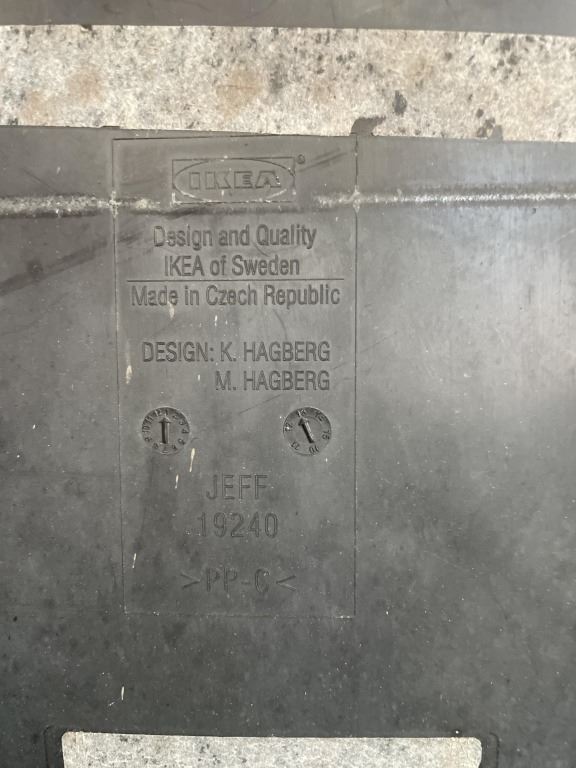 IKEA®
Design and Quality
IKEA of Sweden
Made in Czech Republic
DESIGN: K. HAGBERG
M. HAGBERG
JEFF
19240
>PP-C<